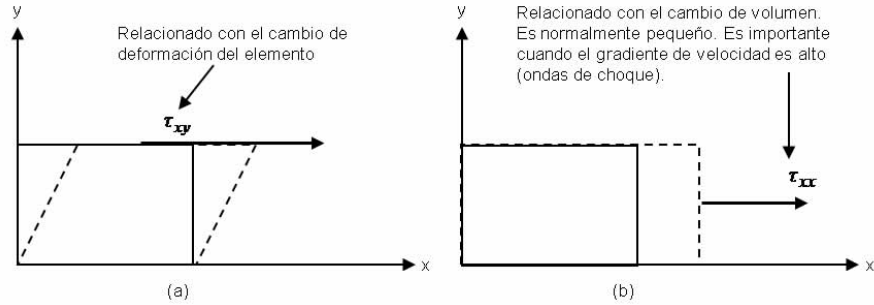 y
Relacionado con el cambio de
deformación del elemento
τxy
x
(a)
y
Relacionado con el cambio de volumen.
Es normalmente pequeño. Es importante
cuando el gradiente de velocidad es alto
(ondas de choque).
τxx
x
(b)